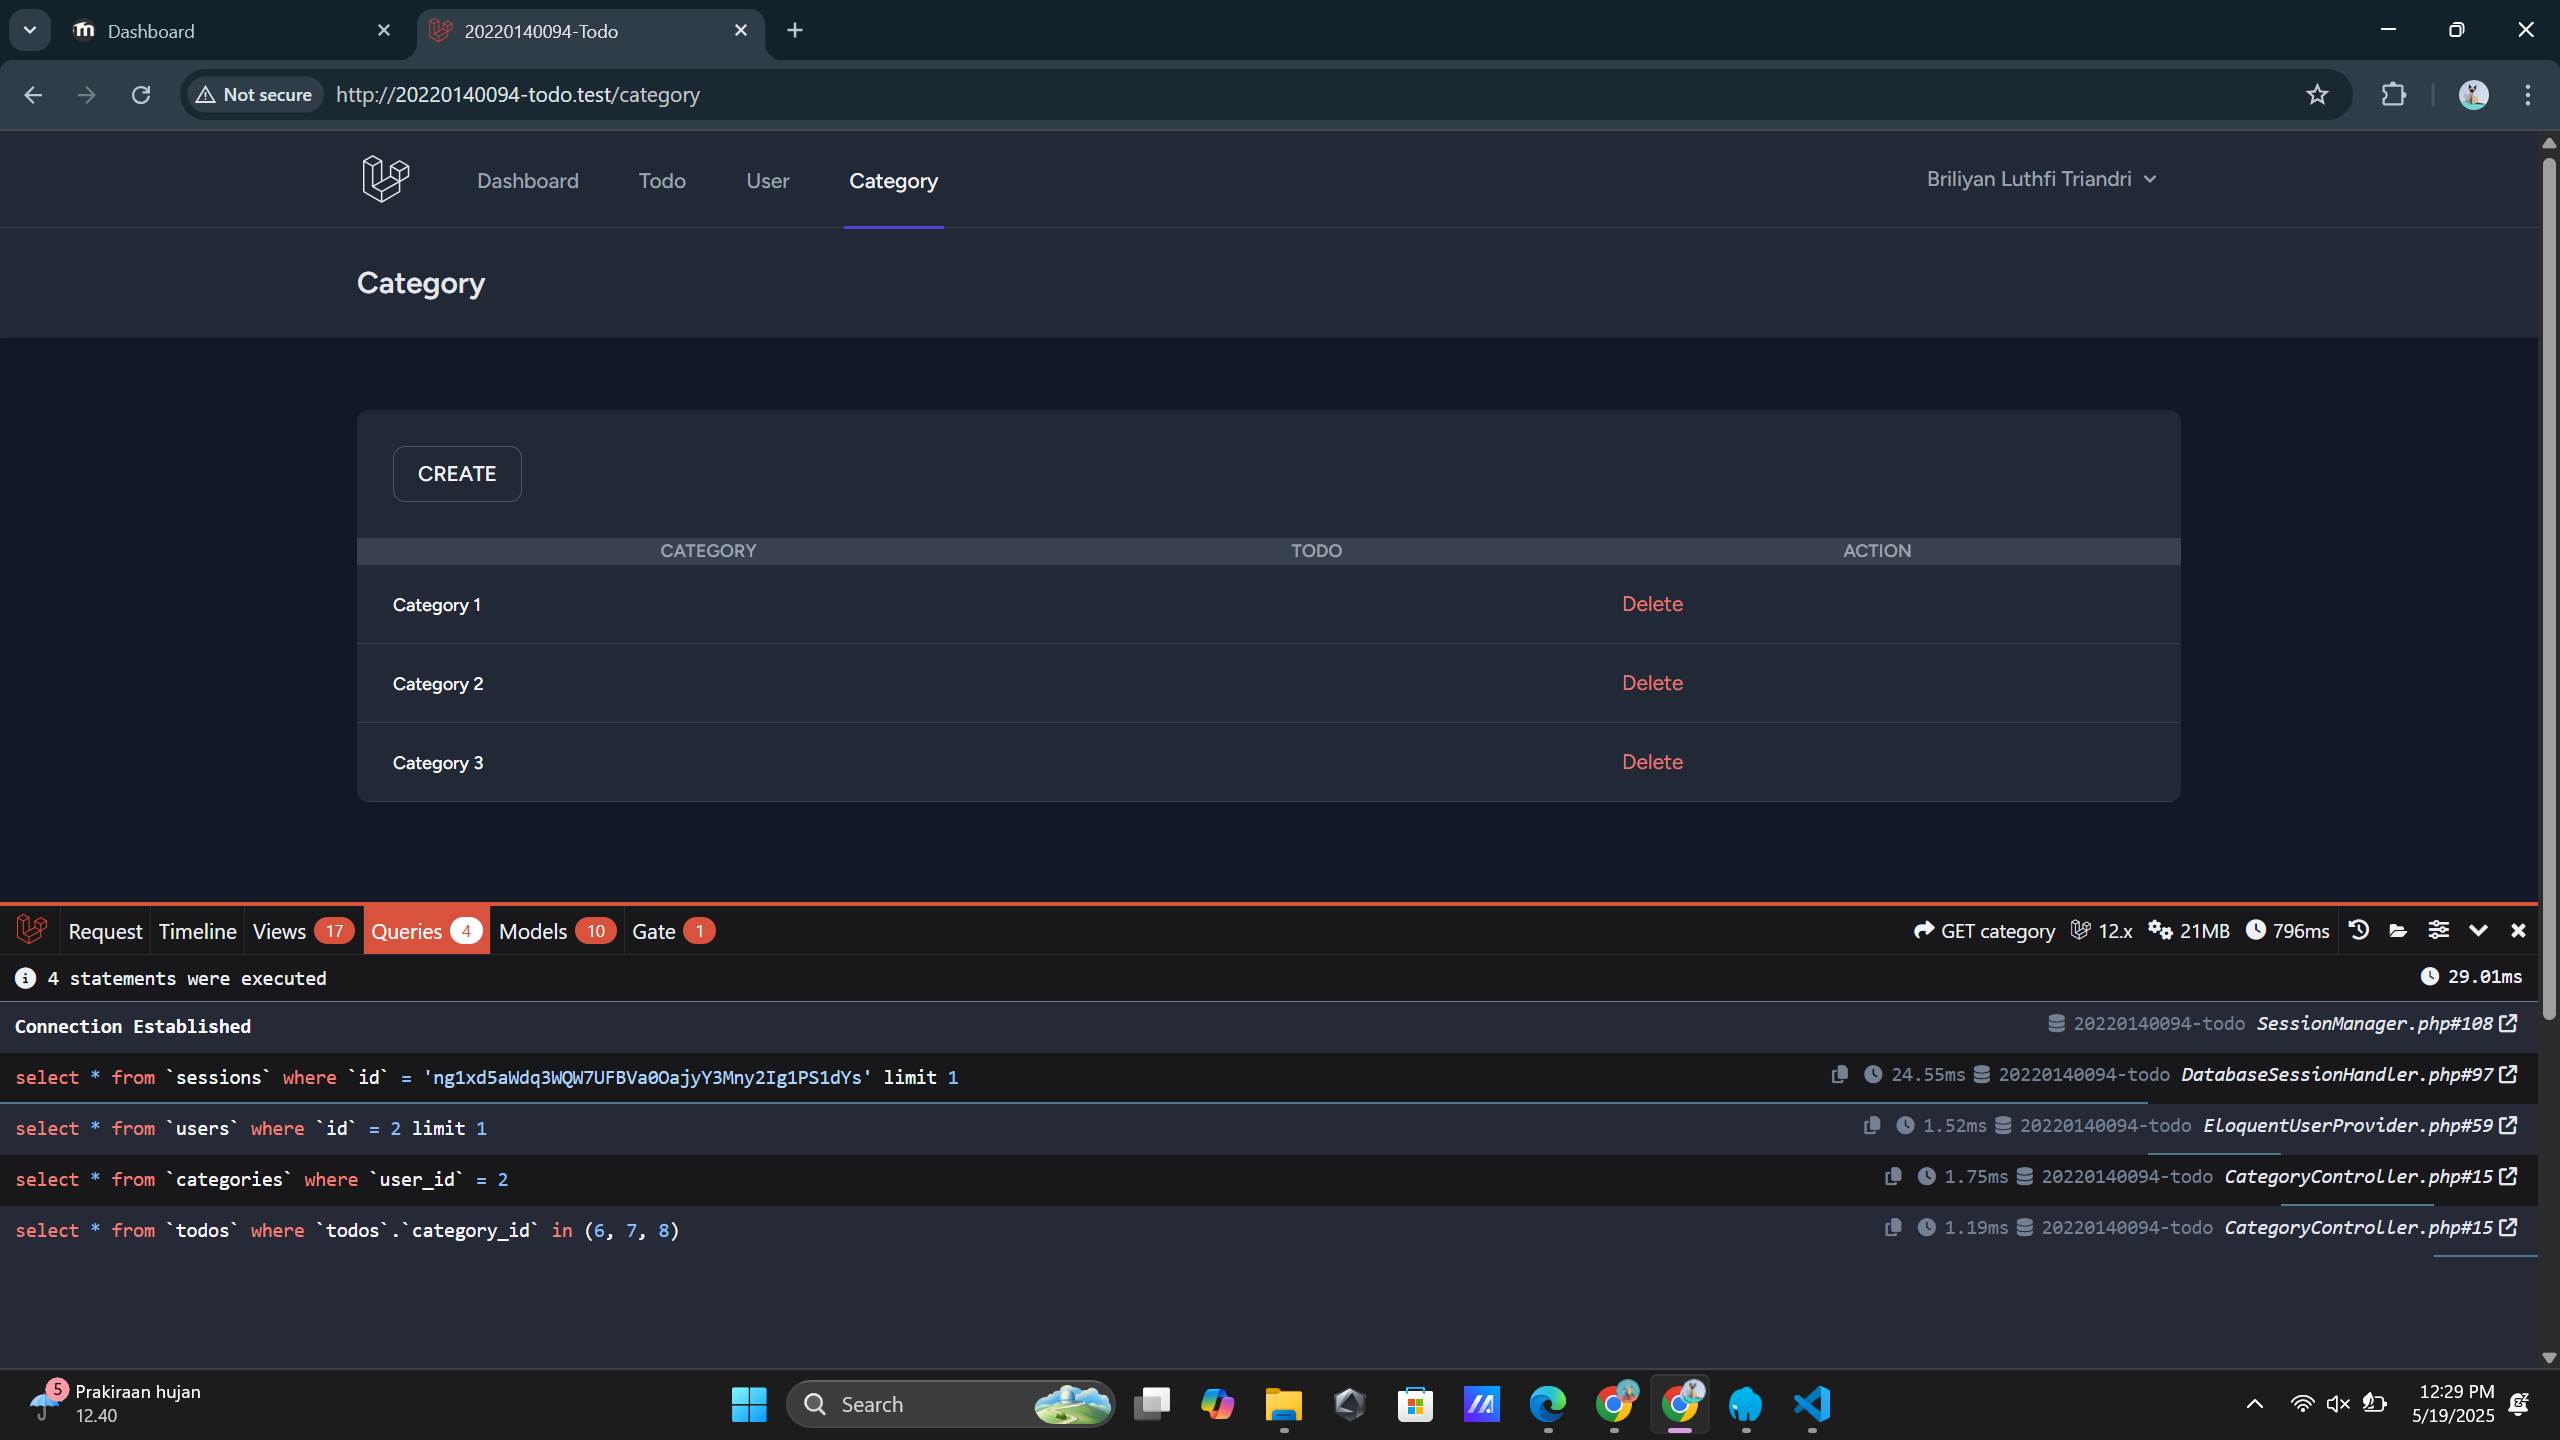 Dashboard
20220140094-Todo
Not secure
http://20220140094-todo.test/category
Dashboard
Todo
User
Category
Briliyan Luthfi Triandri
Category
CREATE
CATEGORY TODO ACTION
Category 1 Delete
Category 2 Delete
Category 3 Delete
Request Timeline Views 17 Queries 4 Models 10 Gate 1 GET category 12.x 21MB 796ms
4 statements were executed 29.01ms
Connection Established 20220140094-todo SessionManager.php#108
select * from `sessions` where `id` = 'ng1xd5aWdq3WQW7UFBVa0OajyY3Mny2Ig1PS1dYs' limit 1 24.55ms 20220140094-todo DatabaseSessionHandler.php#97
select * from `users` where `id` = 2 limit 1 1.52ms 20220140094-todo EloquentUserProvider.php#59
select * from `categories` where `user_id` = 2 1.75ms 20220140094-todo CategoryController.php#15
select * from `todos` where `todos`.`category_id` in (6, 7, 8) 1.19ms 20220140094-todo CategoryController.php#15
5
Prakiraan hujan
12.40
Search
12:29 PM
5/19/2025